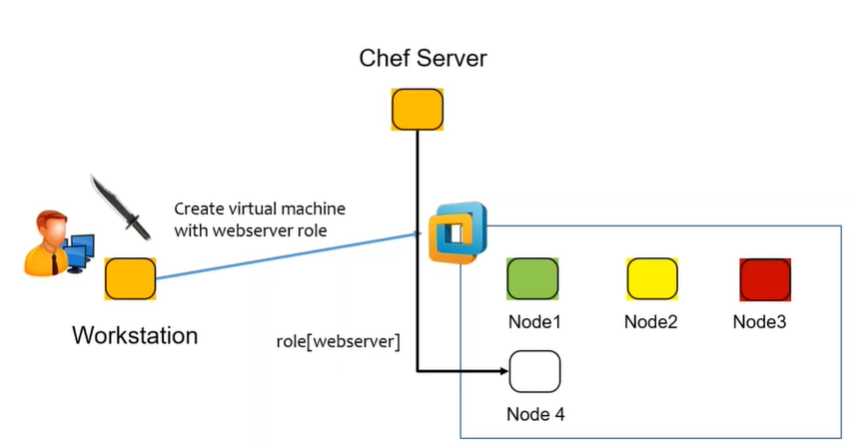 Chef Server
Create virtual machine
with webserver role
Workstation
role[webserver]
Node1
Node2
Node3
Node 4